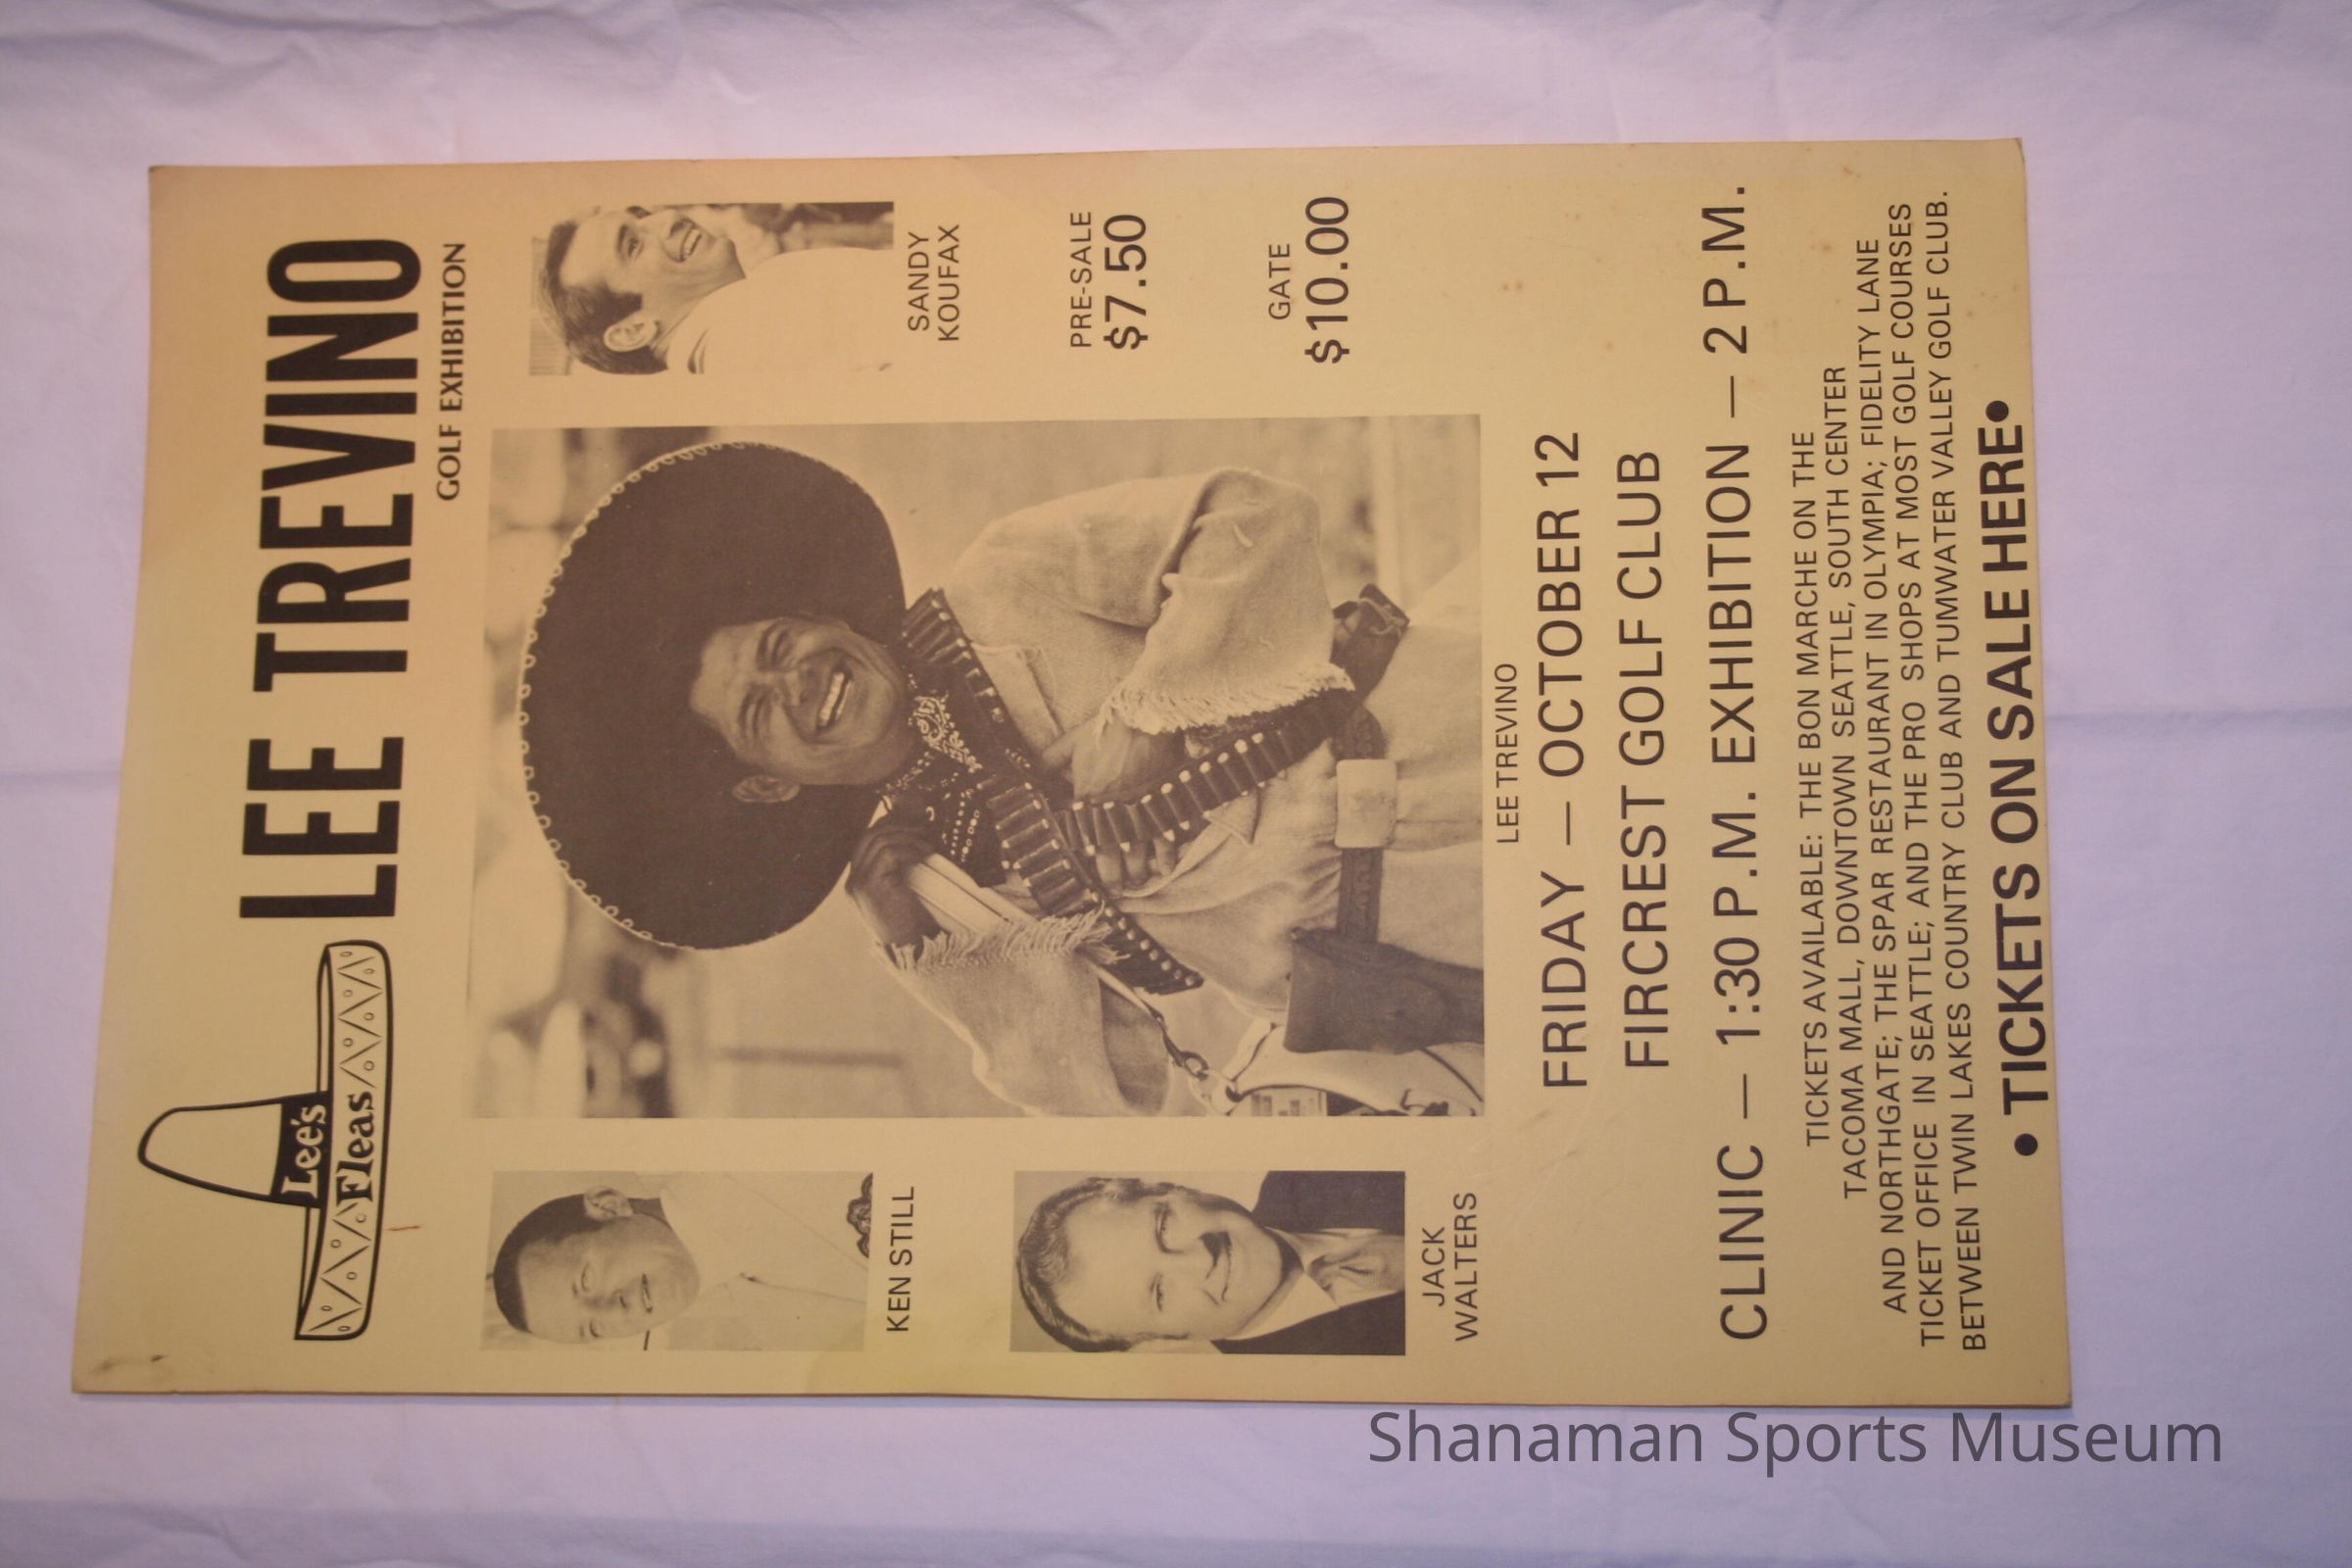 Lee's
Fleas
LEE TREVINO
GOLF EXHIBITION
KEN STILL
JACK
WALTERS
LEE TREVINO
SANDY
KOUFAX
PRE-SALE
$7.50
GATE
$10.00
FRIDAY — OCTOBER 12
FIRCREST GOLF CLUB
CLINIC — 1:30 P.M. EXHIBITION — 2 P.M.
TICKETS AVAILABLE: THE BON MARCHE ON THE
TACOMA MALL, DOWNTOWN SEATTLE, SOUTH CENTER
AND NORTHGATE; THE SPAR RESTAURANT IN OLYMPIA; FIDELITY LANE
TICKET OFFICE IN SEATTLE; AND THE PRO SHOPS AT MOST GOLF COURSES
BETWEEN TWIN LAKES COUNTRY CLUB AND TUMWATER VALLEY GOLF CLUB.
• TICKETS ON SALE HERE•
Shanaman Sports Museum